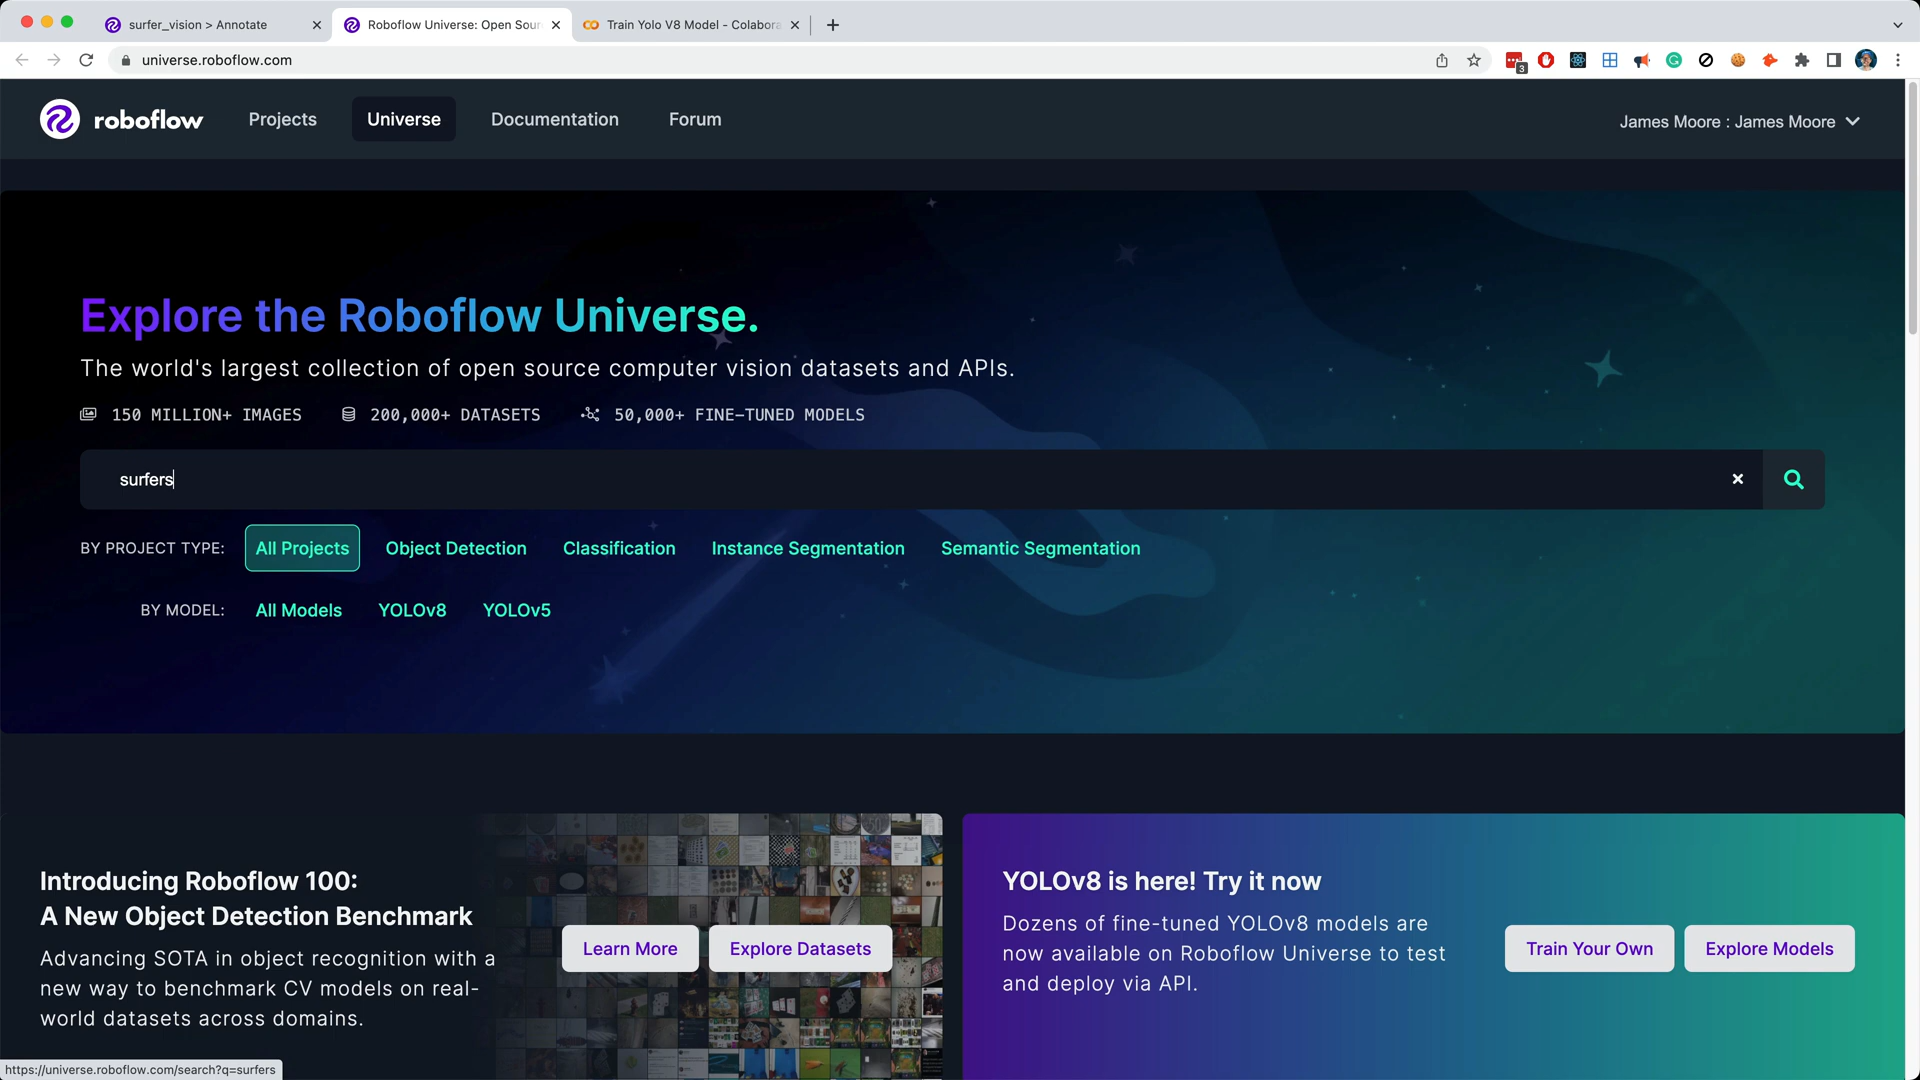 surfer_vision > Annotate
Roboflow Universe: Open Sour
Train Yolo V8 Model - Colabora
universe.roboflow.com
3
roboflow
Projects
Universe
Documentation
Forum
James Moore : James Moore
Explore the Roboflow Universe.
The world's largest collection of open source computer vision datasets and APIs.
150 MILLION+ IMAGES
200,000+ DATASETS
50,000+ FINE-TUNED MODELS
surfers
BY PROJECT TYPE:
All Projects
Object Detection
Classification
Instance Segmentation
Semantic Segmentation
BY MODEL:
All Models
YOLOv8
YOLOv5
Introducing Roboflow 100:
A New Object Detection Benchmark
Advancing SOTA in object recognition with a
new way to benchmark CV models on real-
world datasets across domains.
Learn More
Explore Datasets
YOLOv8 is here! Try it now
Dozens of fine-tuned YOLOv8 models are
now available on Roboflow Universe to test
and deploy via API.
Train Your Own
Explore Models
https://universe.roboflow.com/search?q=surfers